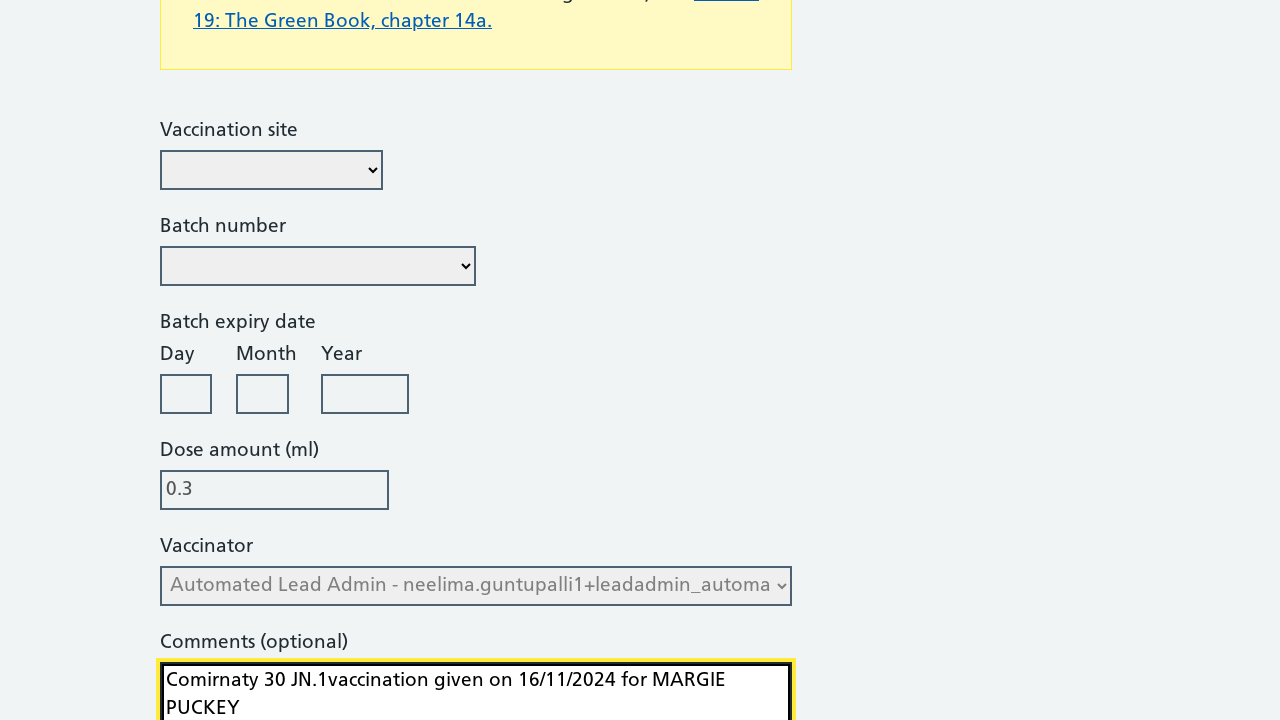 19: The Green Book, chapter 14a.
Vaccination site
Batch number
Batch expiry date
Day Month Year
Dose amount (ml)
0.3
Vaccinator
Automated Lead Admin - neelima.guntupalli1+leadadmin_automa
Comments (optional)
Comirnaty 30 JN.1vaccination given on 16/11/2024 for MARGIE
PUCKEY